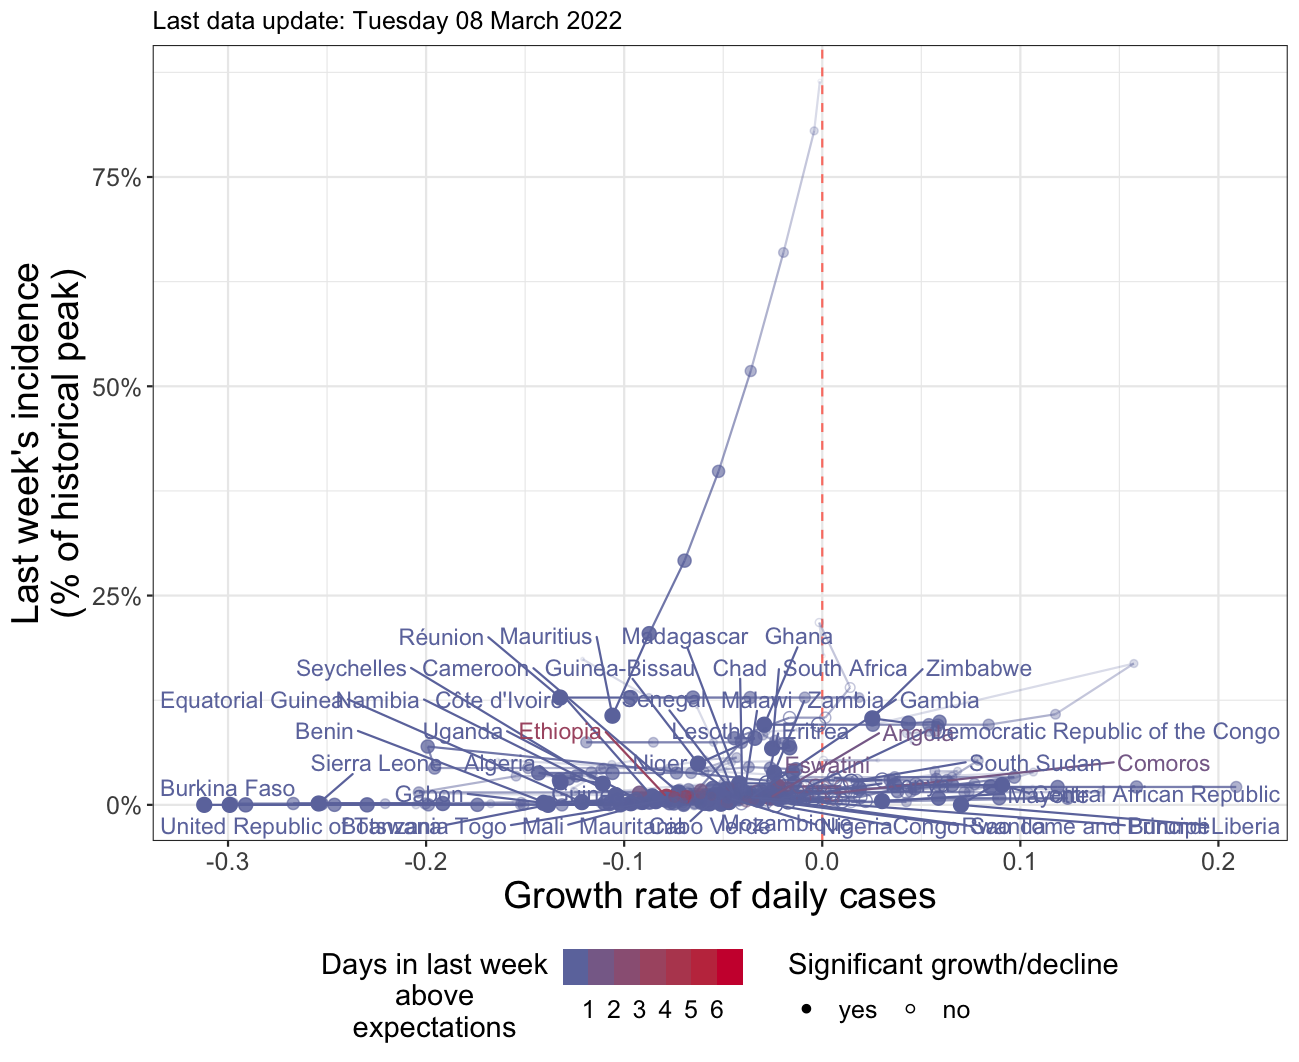 Last data update: Tuesday 08 March 2022
Last week's incidence
(% of historical peak)
75%
50%
25%
0%
Réunion Mauritius Madagascar Ghana
Seychelles Cameroon Guinea-Bissau Chad South Africa Zimbabwe
Equatorial Guinea Namibia Côte d'Ivoire Senegal Malawi Zambia Gambia
Benin Uganda Ethiopia Lesotho Eritrea Angola Democratic Republic of the Congo
Sierra Leone Algeria Niger Eswatini South Sudan Comoros
Burkina Faso Gabon Mayotte Central African Republic
United Republic of Tanzania Botswana Togo Mali Mauritania Cabo Verde Mozambique Nigeria Congo Rwanda Sao Tome and Principe Burundi Liberia
-0.3 -0.2 -0.1 0.0 0.1 0.2
Growth rate of daily cases
Days in last week
above
expectations
1 2 3 4 5 6
Significant growth/decline
yes no